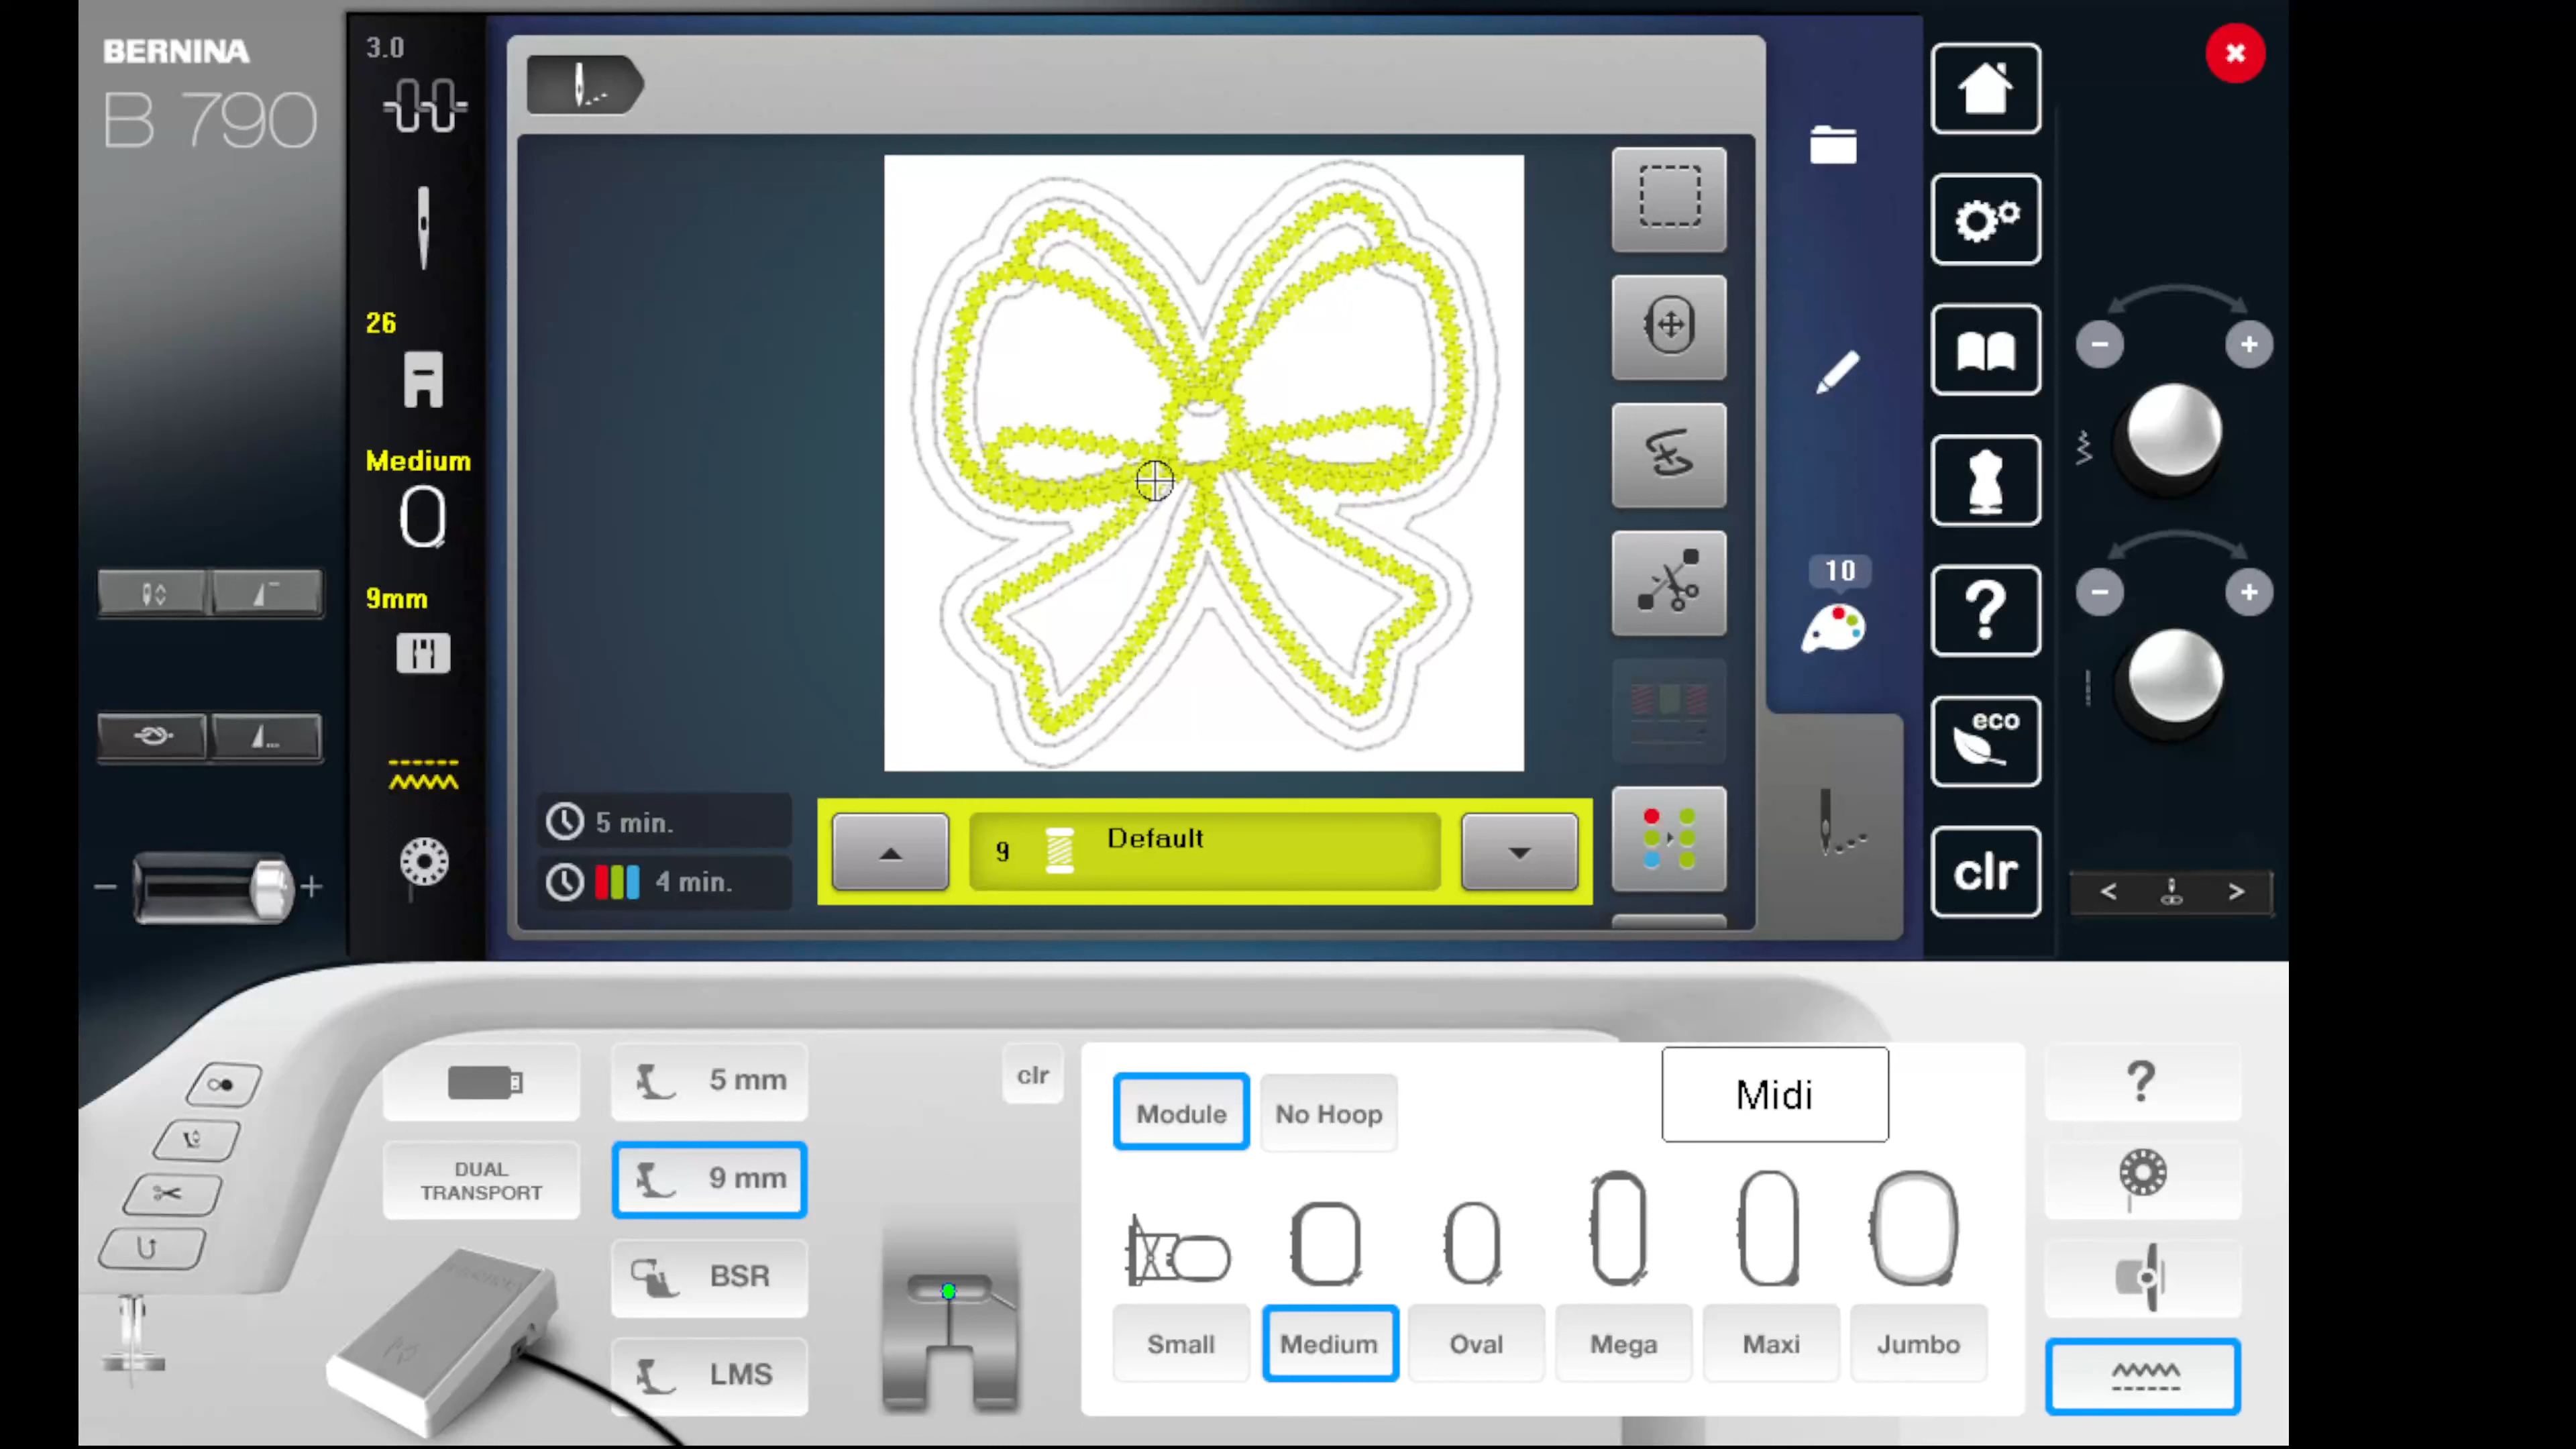 BERNINA
B 790
3.0
26
Medium
9mm
10
5 min.
4 min.
9
Default
eco
clr
5 mm
9 mm
BSR
LMS
DUAL
TRANSPORT
clr
Module
No Hoop
Midi
Small
Medium
Oval
Mega
Maxi
Jumbo